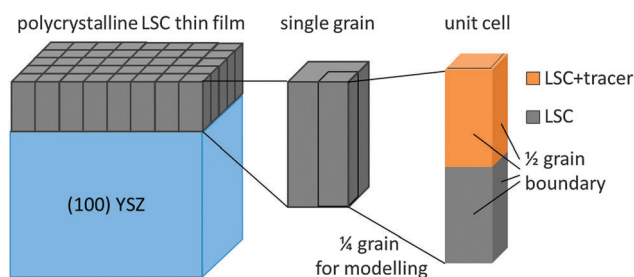 polycrystalline LSC thin film
single grain
unit cell
LSC+tracer
LSC
½ grain
boundary
(100) YSZ
¼ grain
for modelling